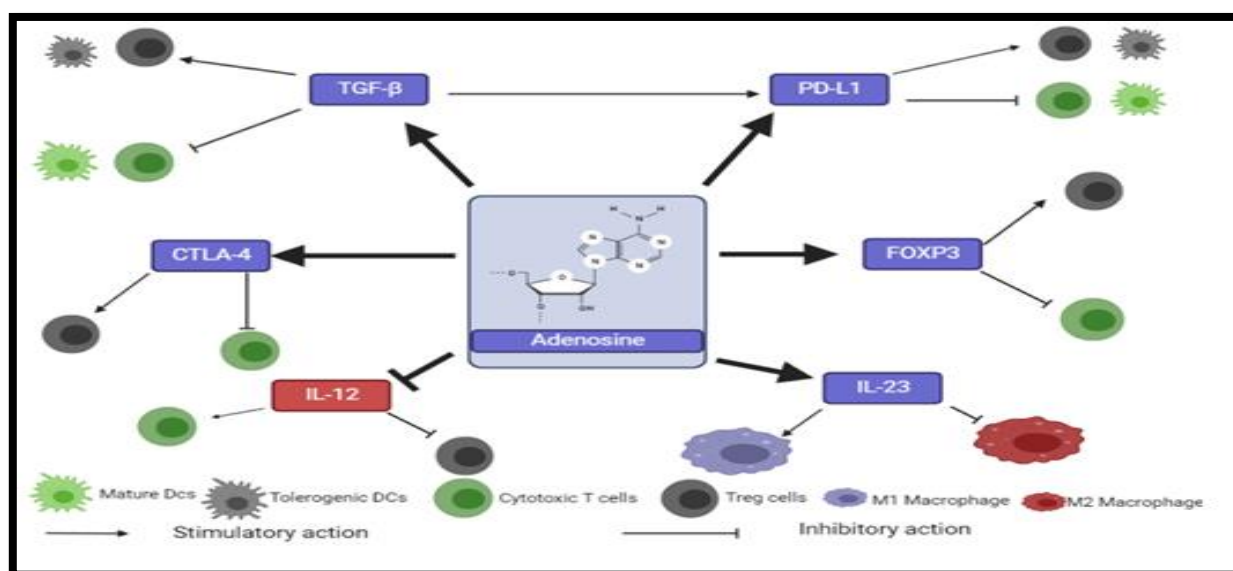 TGF-β
PD-L1
CTLA-4
FOXP3
H
H
N
N
N
N
N
O
O
O
OH
Adenosine
IL-12
IL-23
Mature Dcs
Tolerogenic DCs
Cytotoxic T cells
Treg cells
M1 Macrophage
M2 Macrophage
Stimulatory action
Inhibitory action